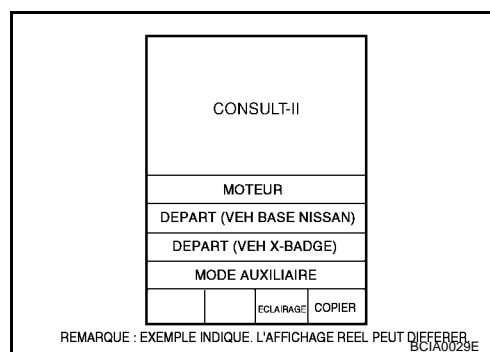 CONSULT-II
MOTEUR
DEPART (VEH BASE NISSAN)
DEPART (VEH X-BADGE)
MODE AUXILIAIRE
ECLAIRAGE COPIER
REMARQUE : EXEMPLE INDIQUE. L'AFFICHAGE REEL PEUT DIFFERER.
BCIA0029E